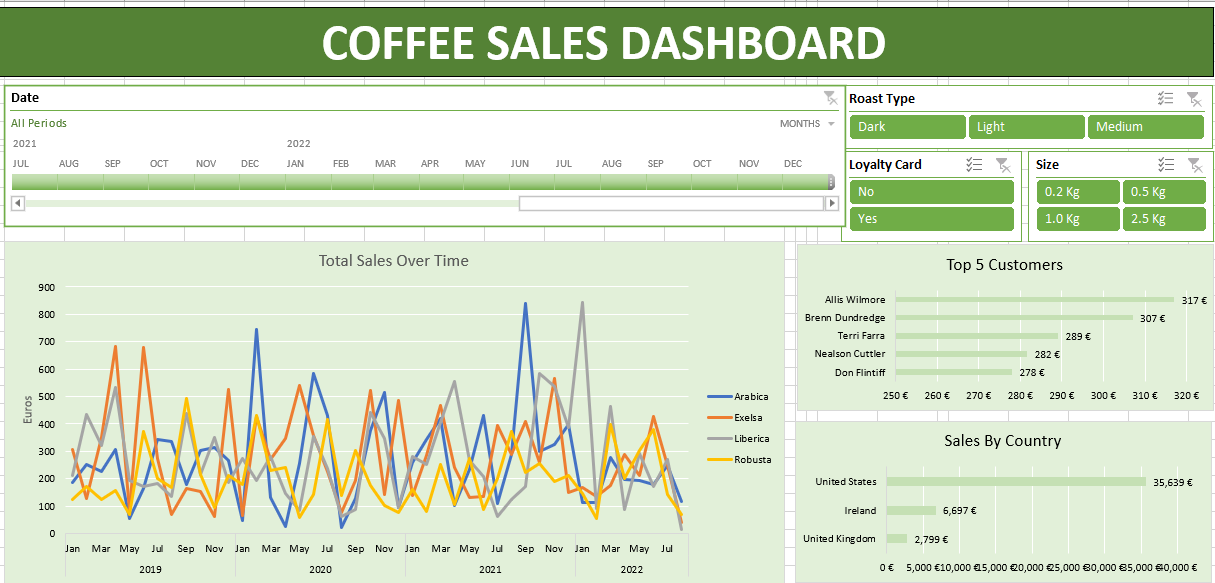 COFFEE SALES DASHBOARD
Date
All Periods
MONTHS
2021 2022
JUL AUG SEP OCT NOV DEC JAN FEB MAR APR MAY JUN JUL AUG SEP OCT NOV DEC
Roast Type
Dark Light Medium
Loyalty Card
No
Yes
Size
0.2 Kg 0.5 Kg
1.0 Kg 2.5 Kg
Total Sales Over Time
Euros
900
800
700
600
500
400
300
200
100
0
Jan Mar May Jul Sep Nov Jan Mar May Jul Sep Nov Jan Mar May Jul Sep Nov Jan Mar May Jul
2019 2020 2021 2022
Arabica
Exelsa
Liberica
Robusta
Top 5 Customers
Allis Wilmore 317 €
Brenn Dundredge 307 €
Terri Farra 289 €
Nealson Cuttler 282 €
Don Flintiff 278 €
250 € 260 € 270 € 280 € 290 € 300 € 310 € 320 €
Sales By Country
United States 35,639 €
Ireland 6,697 €
United Kingdom 2,799 €
0 € 5,000 € 10,000 € 15,000 € 20,000 € 25,000 € 30,000 € 35,000 € 40,000 €